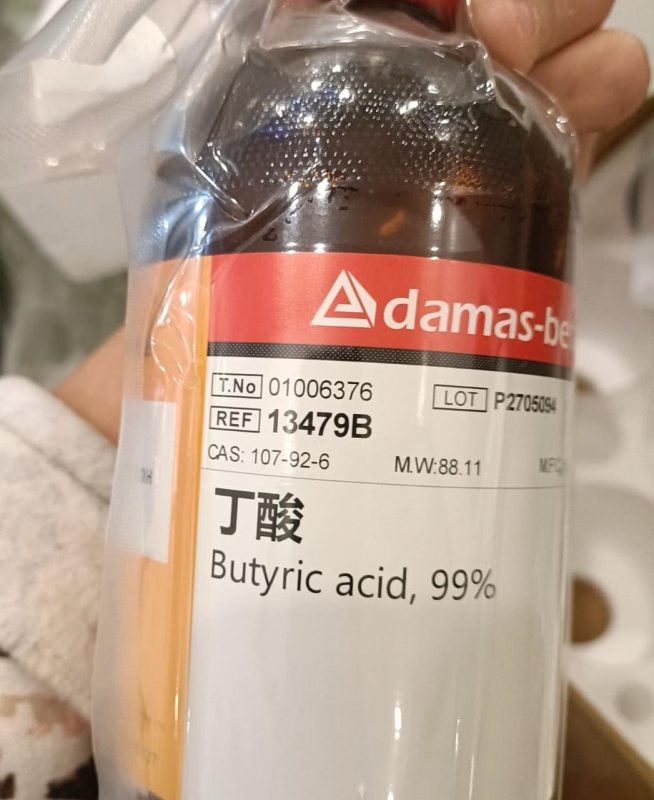 damas-be
T.No 01006376
LOT P2705094
REF 13479B
CAS: 107-92-6
M.W:88.11
丁酸
Butyric acid, 99%